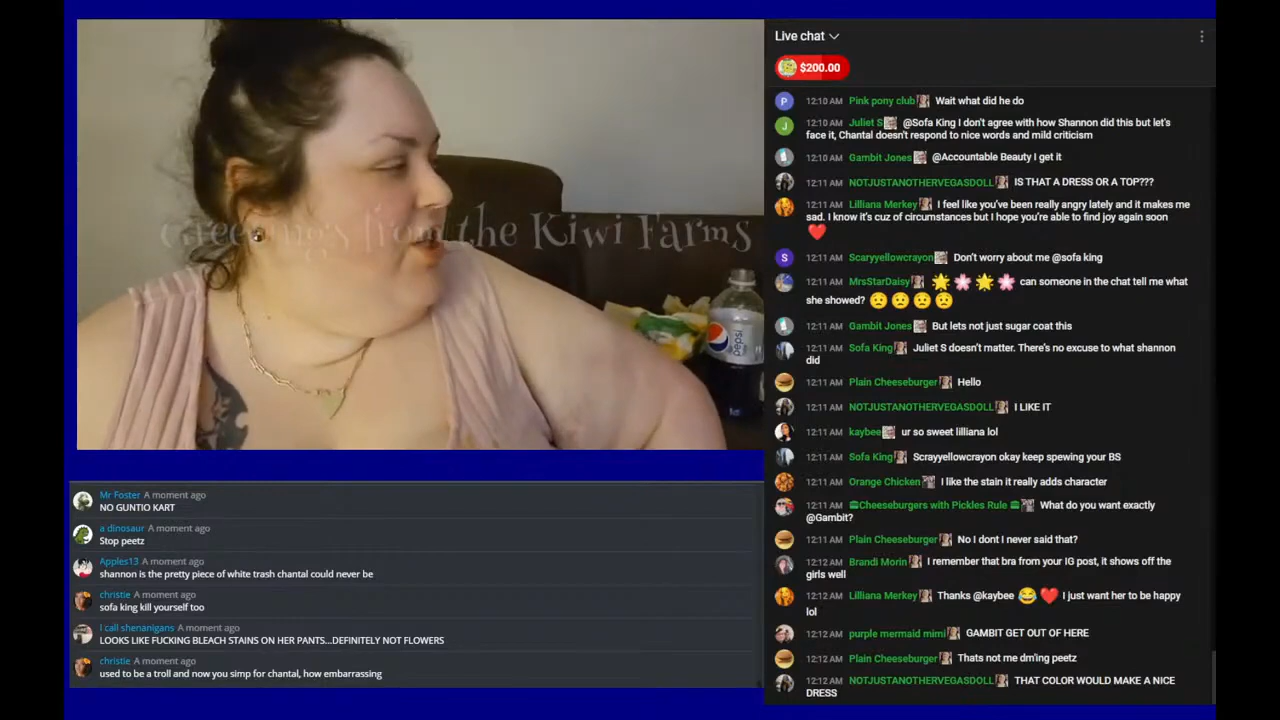 Greetings from the Kiwi Farms
pepsi
Mr Foster A moment ago
NO GUNTIO KART
a dinosaur A moment ago
Stop peetz
Apples13 A moment ago
shannon is the pretty piece of white trash chantal could never be
christie A moment ago
sofa king kill yourself too
I call shenanigans A moment ago
LOOKS LIKE FUCKING BLEACH STAINS ON HER PANTS...DEFINITELY NOT FLOWERS
christie A moment ago
used to be a troll and now you simp for chantal, how embarrassing
Live chat
$200.00
P
12:10 AM Pink pony club Wait what did he do
J
12:10 AM Juliet S @Sofa King I don't agree with how Shannon did this but let's
face it, Chantal doesn't respond to nice words and mild criticism
12:10 AM Gambit Jones @Accountable Beauty I get it
12:11 AM NOTJUSTANOTHERVEGASDOLL IS THAT A DRESS OR A TOP???
12:11 AM Lilliana Merkey I feel like you've been really angry lately and it makes me
sad. I know it's cuz of circumstances but I hope you're able to find joy again soon
❤️
S
12:11 AM Scaryyellowcrayon Don't worry about me @sofa king
12:11 AM MrsStarDaisy 🌟🌸🌟🌸 can someone in the chat tell me what
she showed? 😟😟😟😟
12:11 AM Gambit Jones But lets not just sugar coat this
12:11 AM Sofa King Juliet S doesn't matter. There's no excuse to what shannon
did
12:11 AM Plain Cheeseburger Hello
12:11 AM NOTJUSTANOTHERVEGASDOLL I LIKE IT
12:11 AM kaybee ur so sweet lilliana lol
12:11 AM Sofa King Scrayyellowcrayon okay keep spewing your BS
12:11 AM Orange Chicken I like the stain it really adds character
12:11 AM 🍔Cheeseburgers with Pickles Rule 🍔 What do you want exactly
@Gambit?
12:11 AM Plain Cheeseburger No I dont I never said that?
12:12 AM Brandi Morin I remember that bra from your IG post, it shows off the
girls well
12:12 AM Lilliana Merkey Thanks @kaybee 😂❤️ I just want her to be happy
lol
12:12 AM purple mermaid mimi GAMBIT GET OUT OF HERE
12:12 AM Plain Cheeseburger Thats not me dm'ing peetz
12:12 AM NOTJUSTANOTHERVEGASDOLL THAT COLOR WOULD MAKE A NICE
DRESS